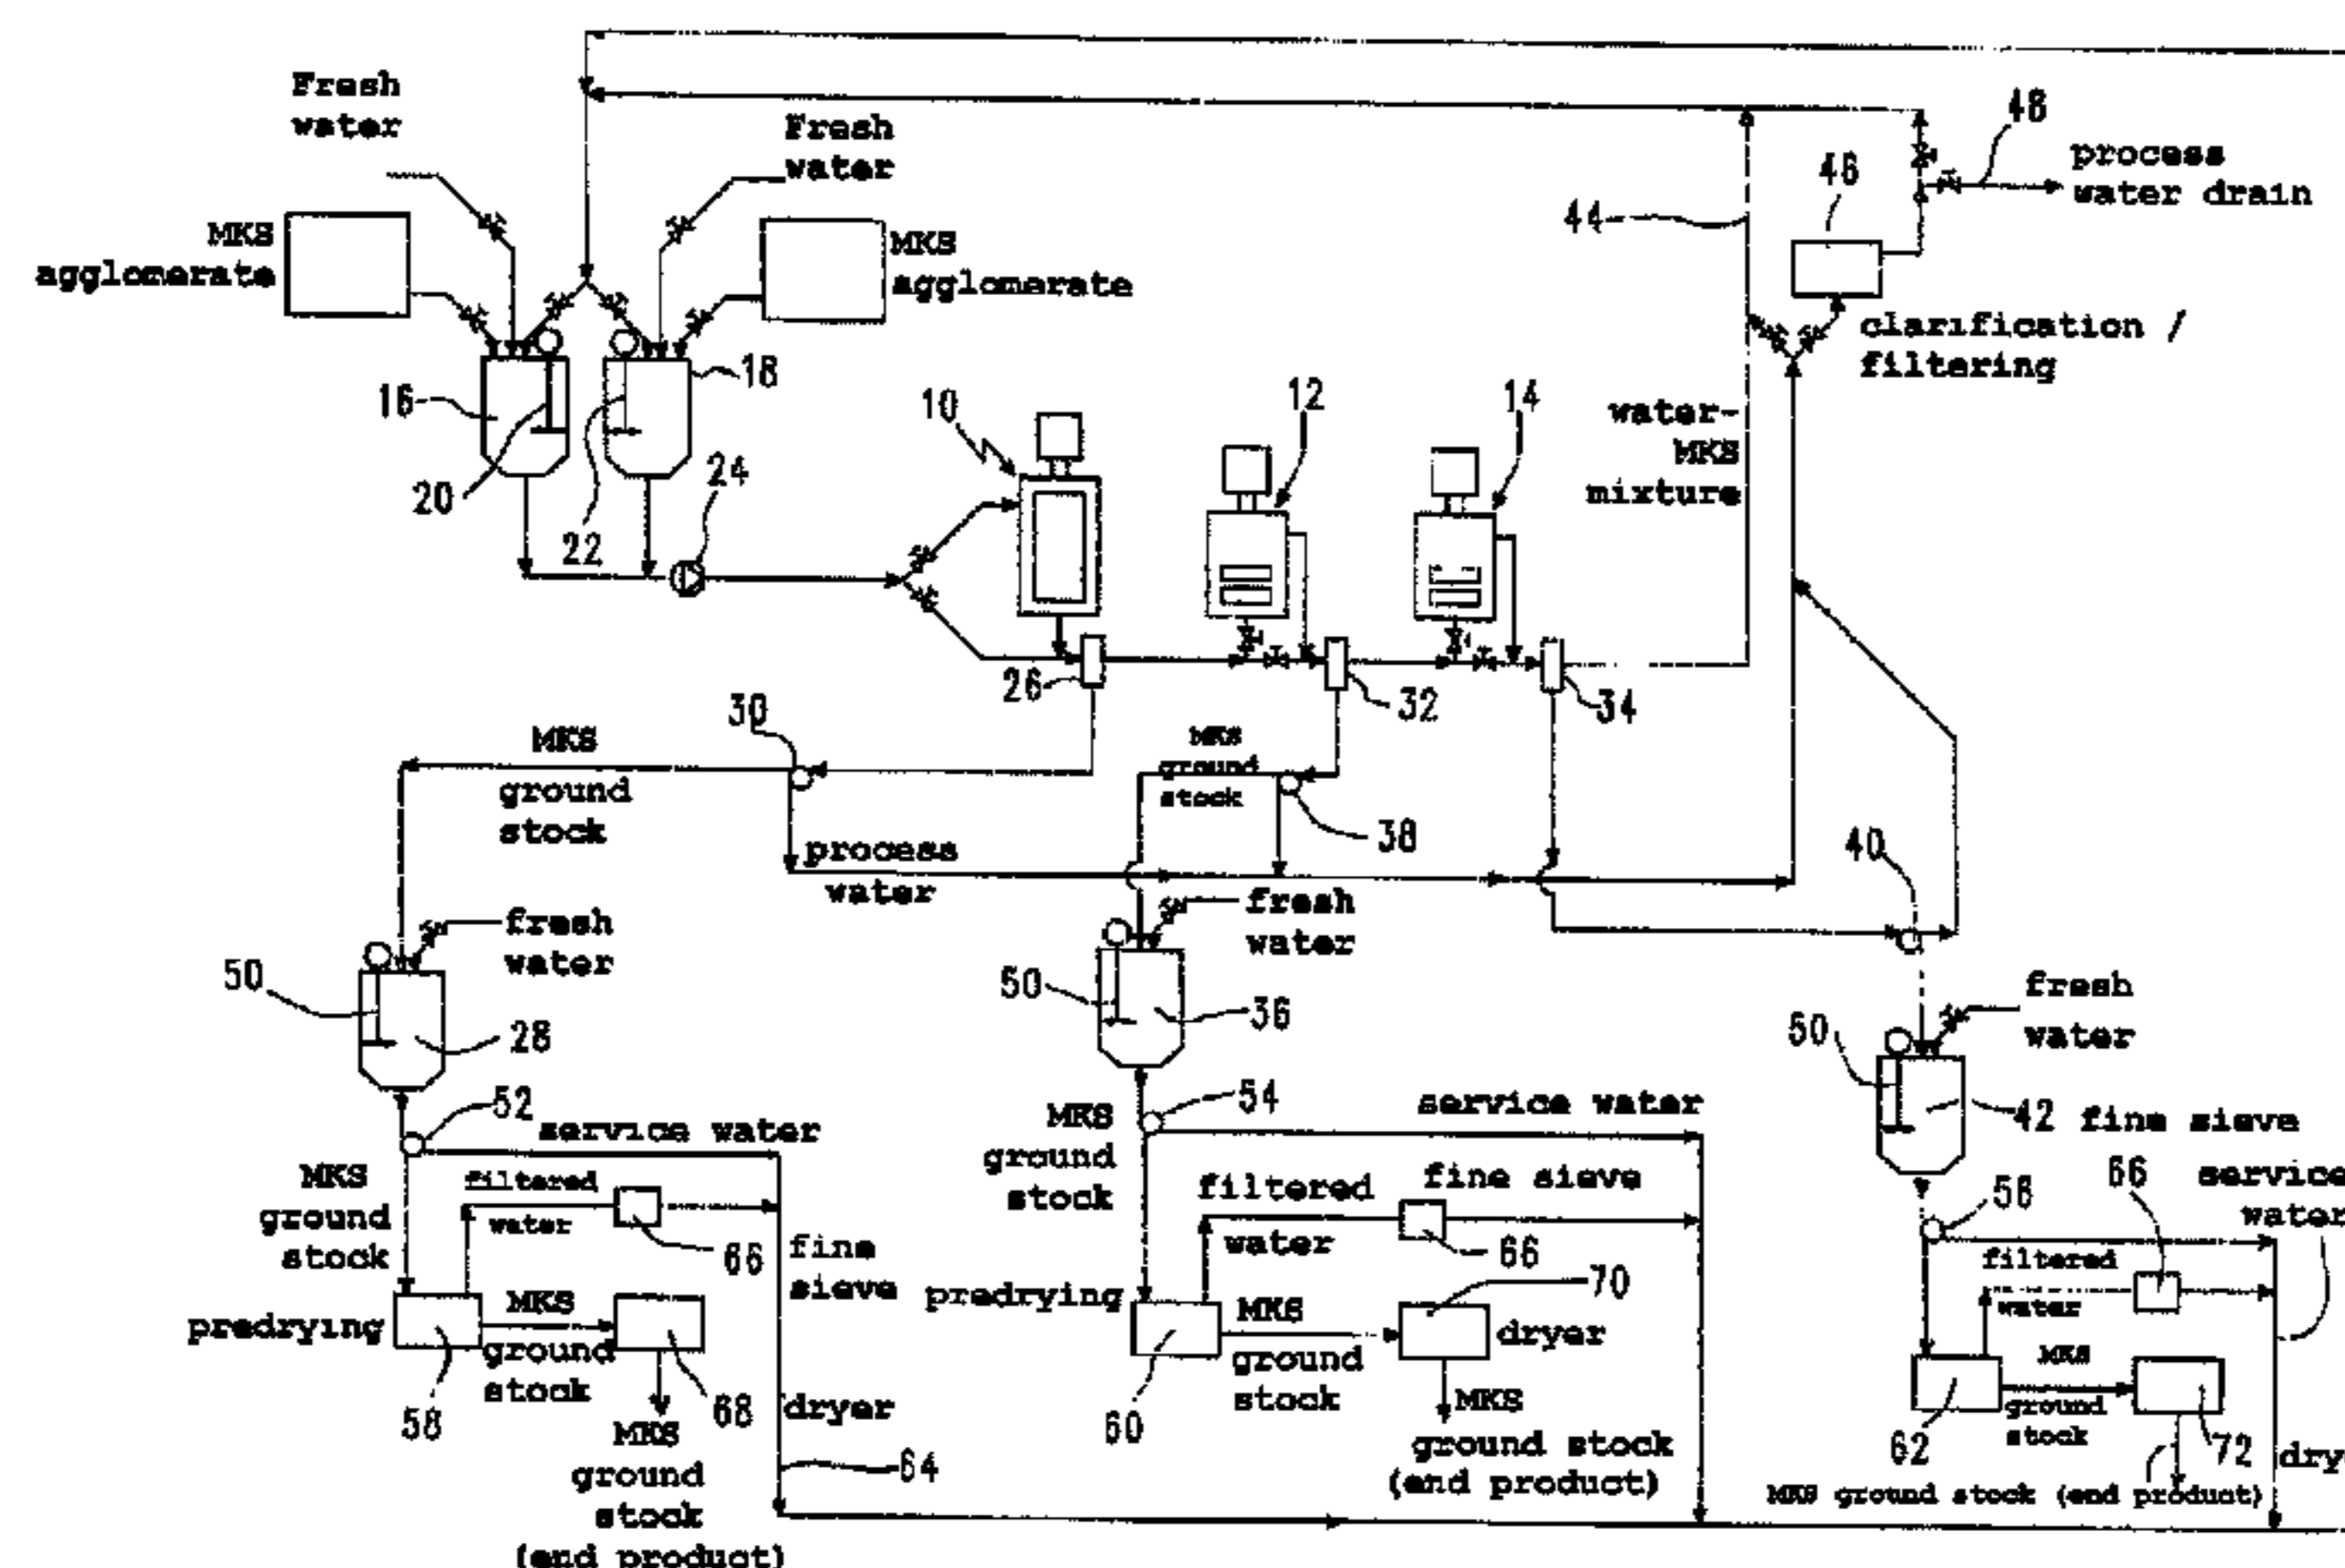 Fresh
water
Fresh
water
48
process
water drain
46
44
MKS
agglomerate
MKS
agglomerate
clarification /
filtering
16
18
20
22
24
10
12
14
water-
MKS
mixture
26
32
34
30
MKS
ground
stock
MKS
ground
stock
38
40
process
water
fresh
water
fresh
water
fresh
water
50
28
50
36
50
42
fine sieve
52
service water
54
service water
56
66
service
water
MKS
ground
stock
filtered
water
66
fine
sieve
MKS
ground
stock
filtered
water
fine sieve
66
filtered
water
predrying
MKS
ground
stock
58
68
dryer
predrying
MKS
ground
stock
60
70
dryer
MKS
ground
stock
62
72
MKS
ground
stock
(end product)
64
MKS
ground stock
(end product)
MKS ground stock (end product)